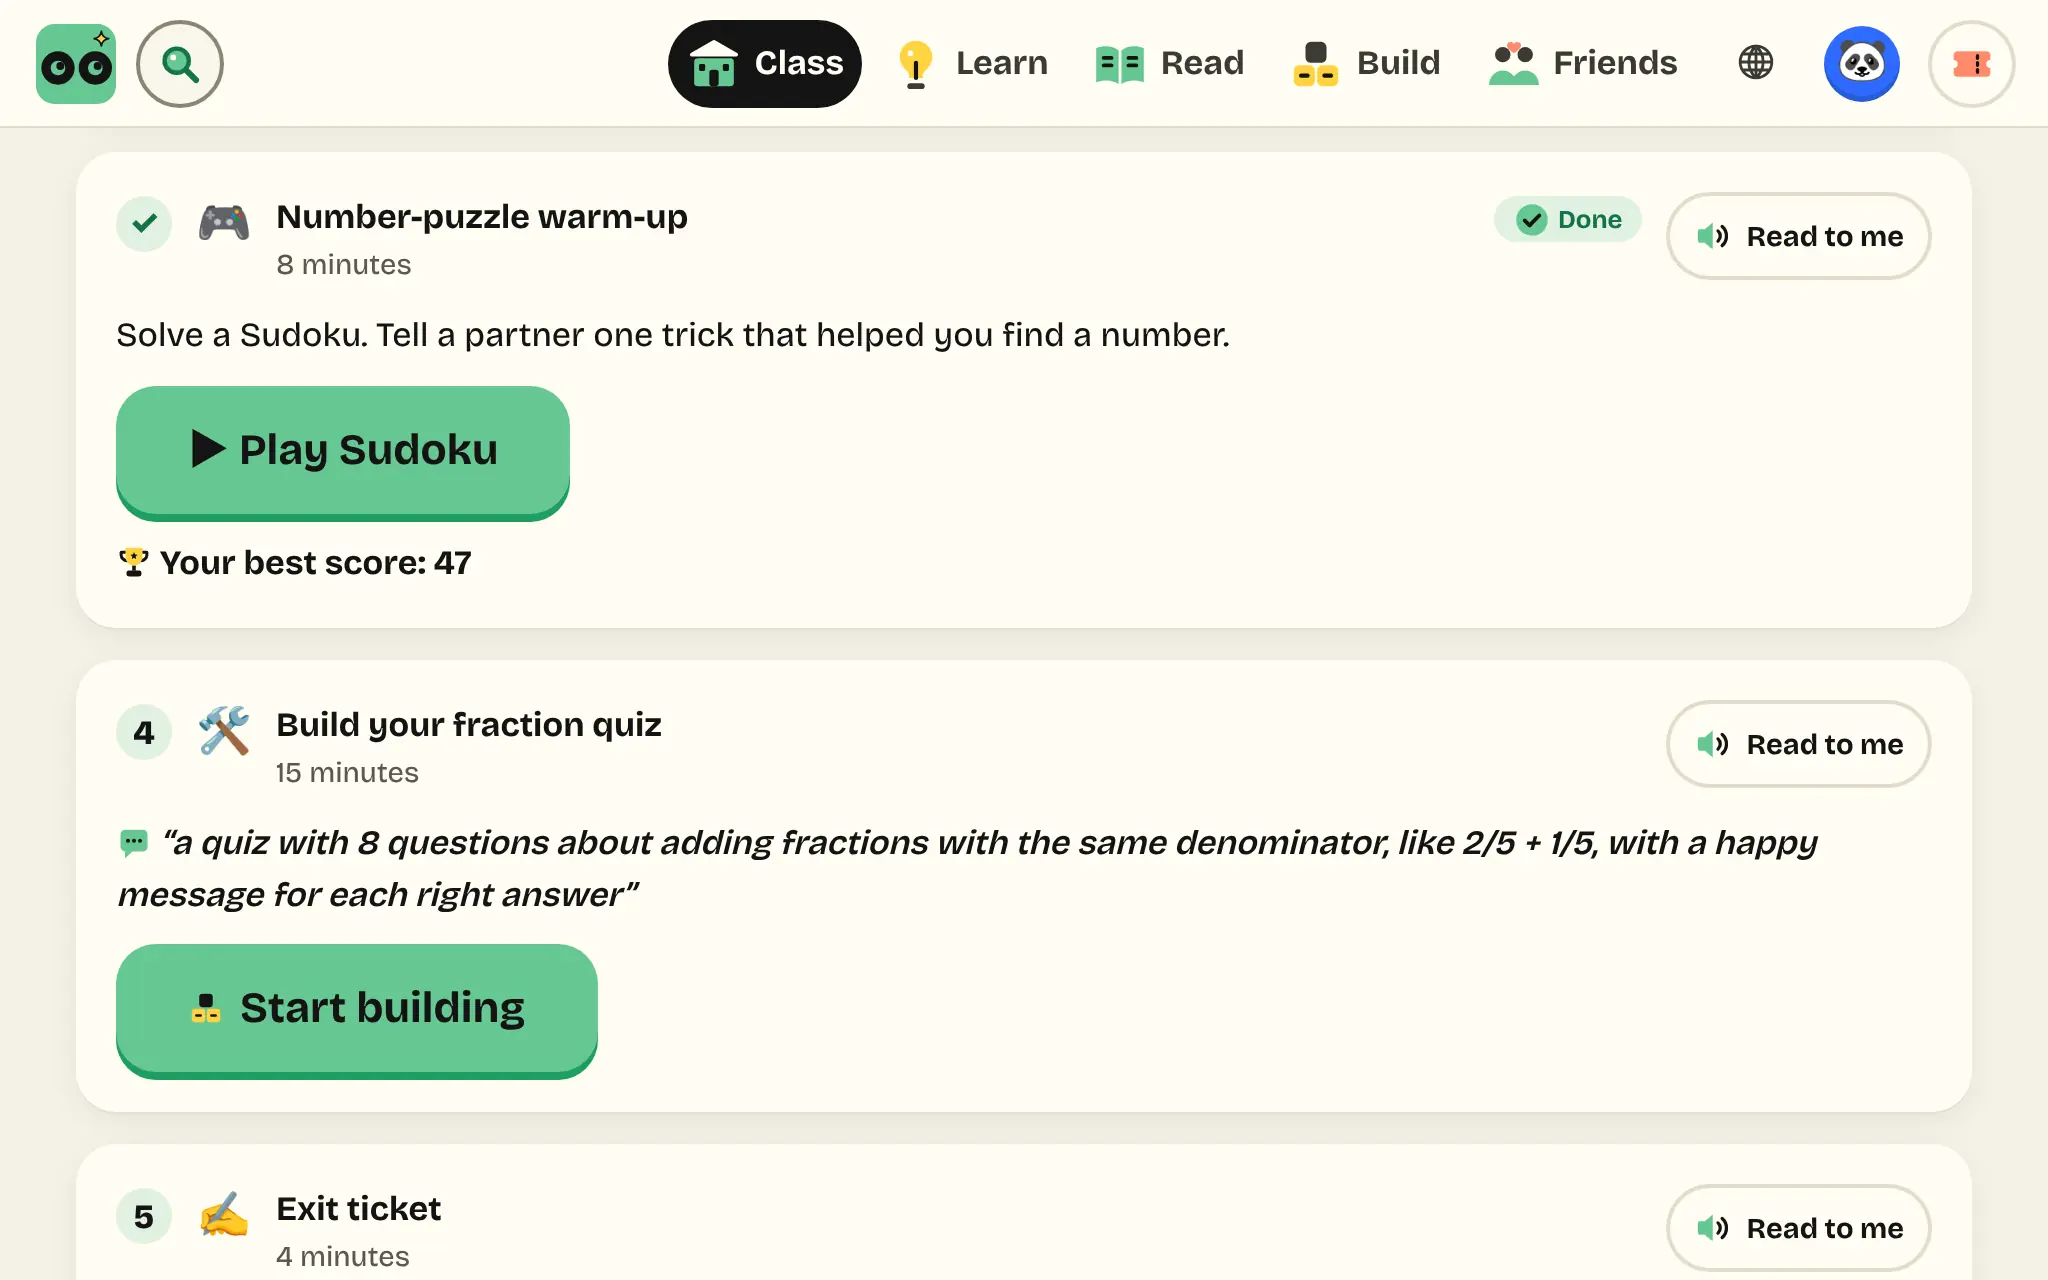 Class
Learn
Read
Build
Friends
Number-puzzle warm-up
Done
Read to me
8 minutes
Solve a Sudoku. Tell a partner one trick that helped you find a number.
Play Sudoku
Your best score: 47
4
Build your fraction quiz
Read to me
15 minutes
“a quiz with 8 questions about adding fractions with the same denominator, like 2/5 + 1/5, with a happy
message for each right answer”
Start building
5
Exit ticket
Read to me
4 minutes